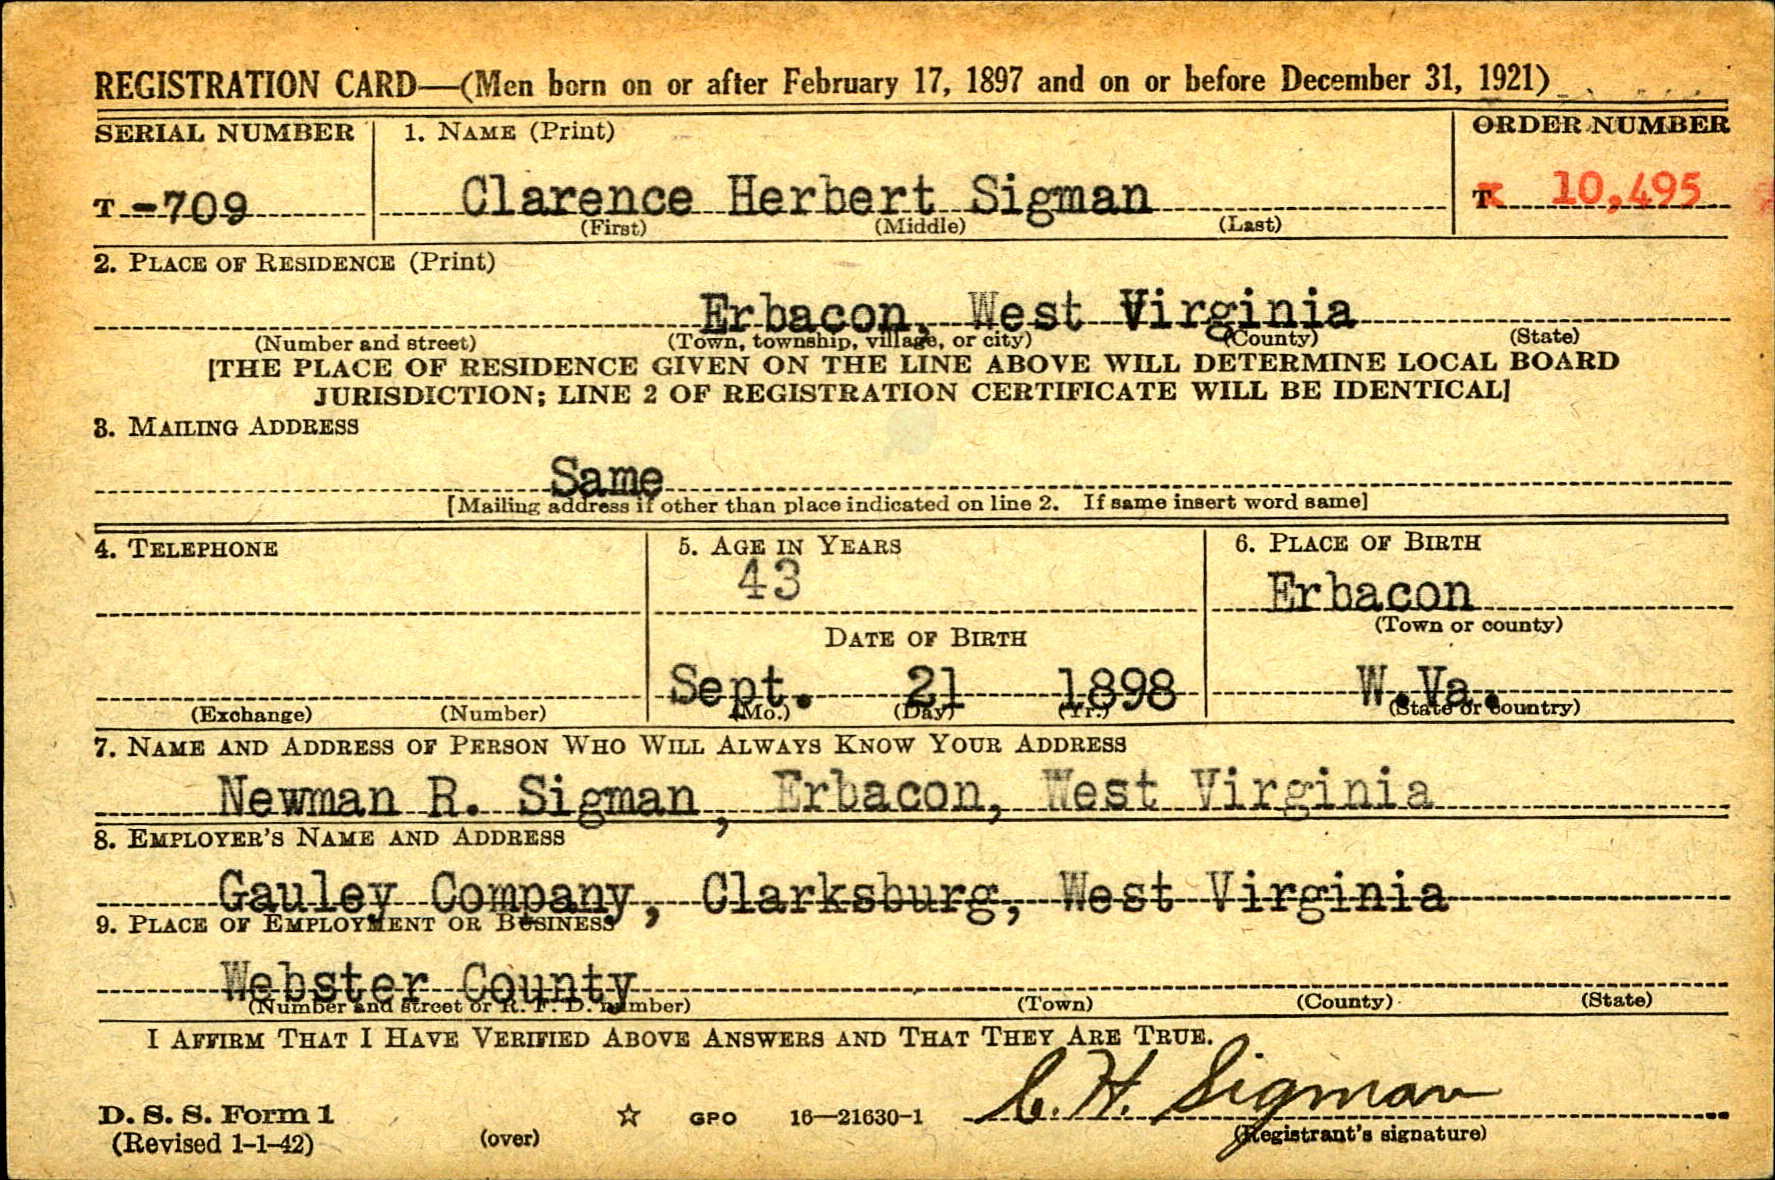 REGISTRATION CARD—(Men born on or after February 17, 1897 and on or before December 31, 1921)
SERIAL NUMBER 1. NAME (Print) ORDER NUMBER
T -709 Clarence Herbert Sigman T 10,495
(First) (Middle) (Last)
2. PLACE OF RESIDENCE (Print)
Erbacon, West Virginia
(Number and street) (Town, township, village, or city) (County) (State)
[THE PLACE OF RESIDENCE GIVEN ON THE LINE ABOVE WILL DETERMINE LOCAL BOARD
JURISDICTION; LINE 2 OF REGISTRATION CERTIFICATE WILL BE IDENTICAL]
3. MAILING ADDRESS
Same
[Mailing address if other than place indicated on line 2. If same insert word same]
4. TELEPHONE 5. AGE IN YEARS 6. PLACE OF BIRTH
43 Erbacon
(Town or county)
DATE OF BIRTH
Sept. 21 1898 W.Va.
(Exchange) (Number) (Mo.) (Day) (Yr.) (State or country)
7. NAME AND ADDRESS OF PERSON WHO WILL ALWAYS KNOW YOUR ADDRESS
Newman R. Sigman, Erbacon, West Virginia
8. EMPLOYER'S NAME AND ADDRESS
Gauley Company, Clarksburg, West Virginia
9. PLACE OF EMPLOYMENT OR BUSINESS
Webster County
(Number and street or R. F. D. number) (Town) (County) (State)
I AFFIRM THAT I HAVE VERIFIED ABOVE ANSWERS AND THAT THEY ARE TRUE.
C. H. Sigman
D. S. S. Form 1 ☆ GPO 16—21630-1
(Revised 1-1-42) (over) (Registrant's signature)